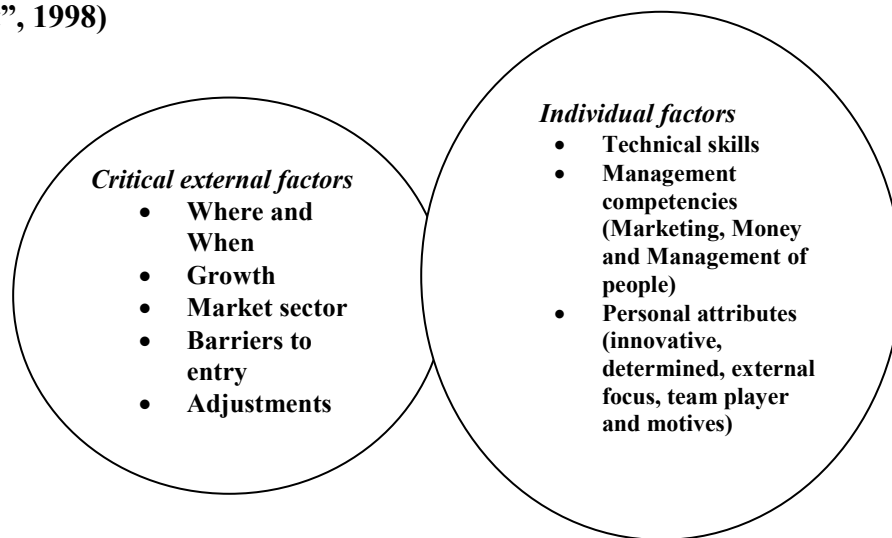 ”, 1998)
Critical external factors
• Where and
When
• Growth
• Market sector
• Barriers to
entry
• Adjustments
Individual factors
• Technical skills
• Management
competencies
(Marketing, Money
and Management of
people)
• Personal attributes
(innovative,
determined, external
focus, team player
and motives)